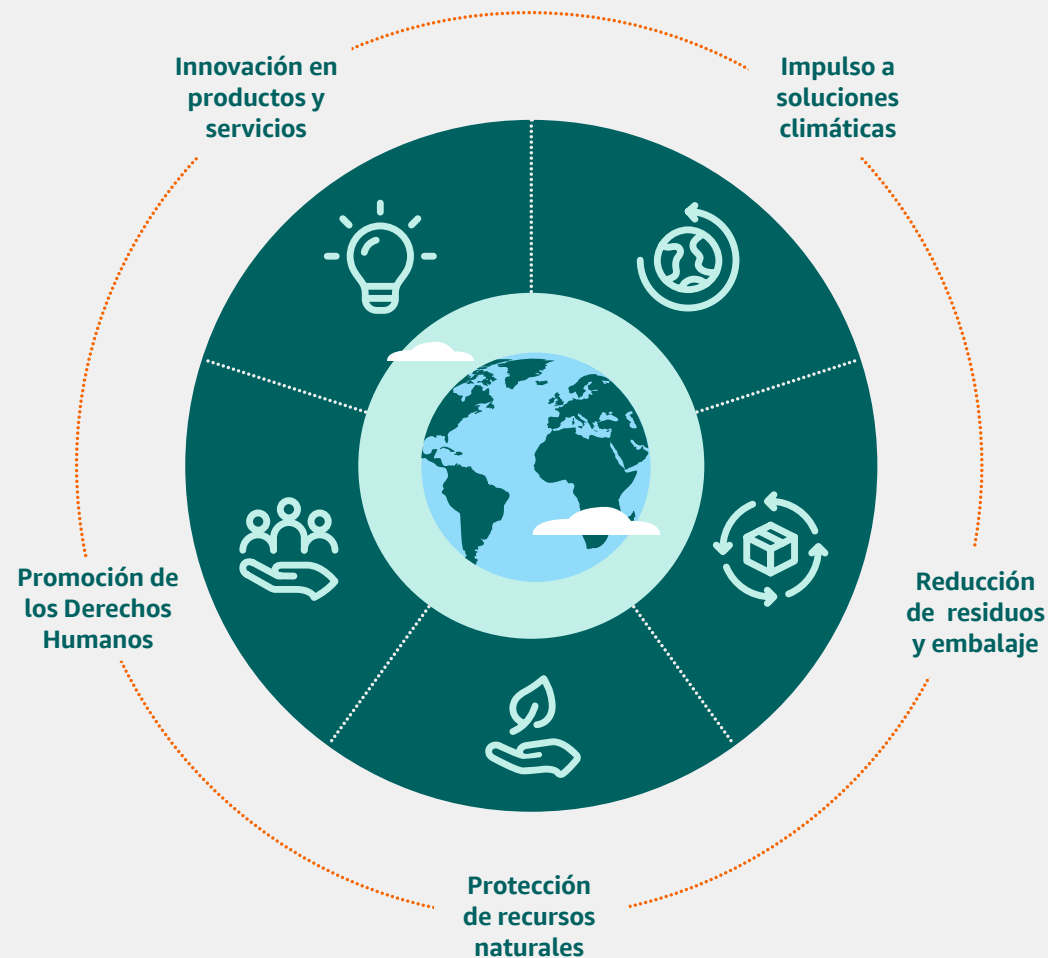 Innovación en
productos y
servicios
Impulso a
soluciones
climáticas
Promoción de
los Derechos
Humanos
Reducción
de  residuos
y embalaje
Protección
de recursos
naturales